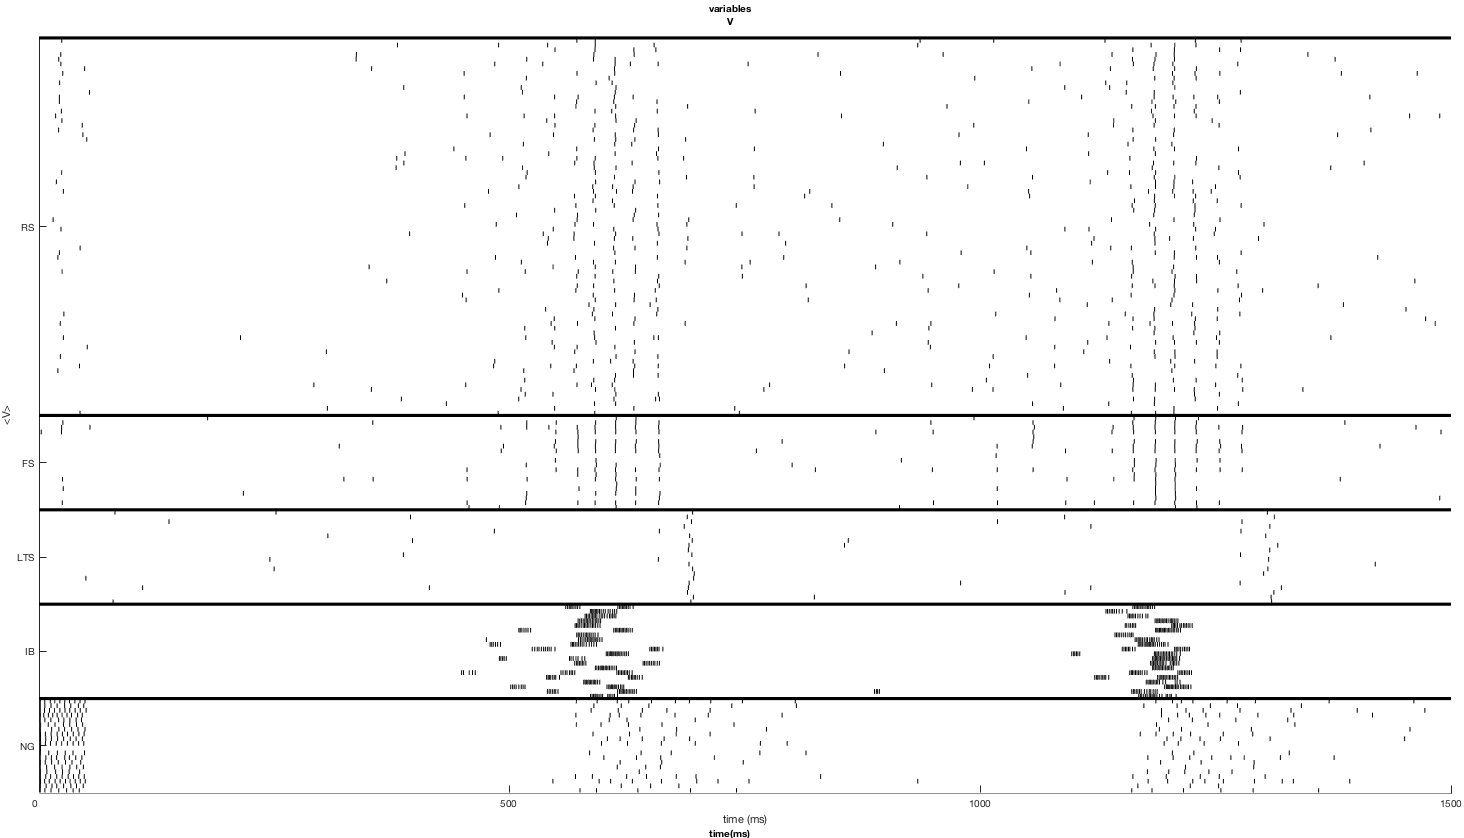 variables
V
RS
FS
LTS
IB
NG
<V>
0 500 1000 1500
time (ms)
time(ms)